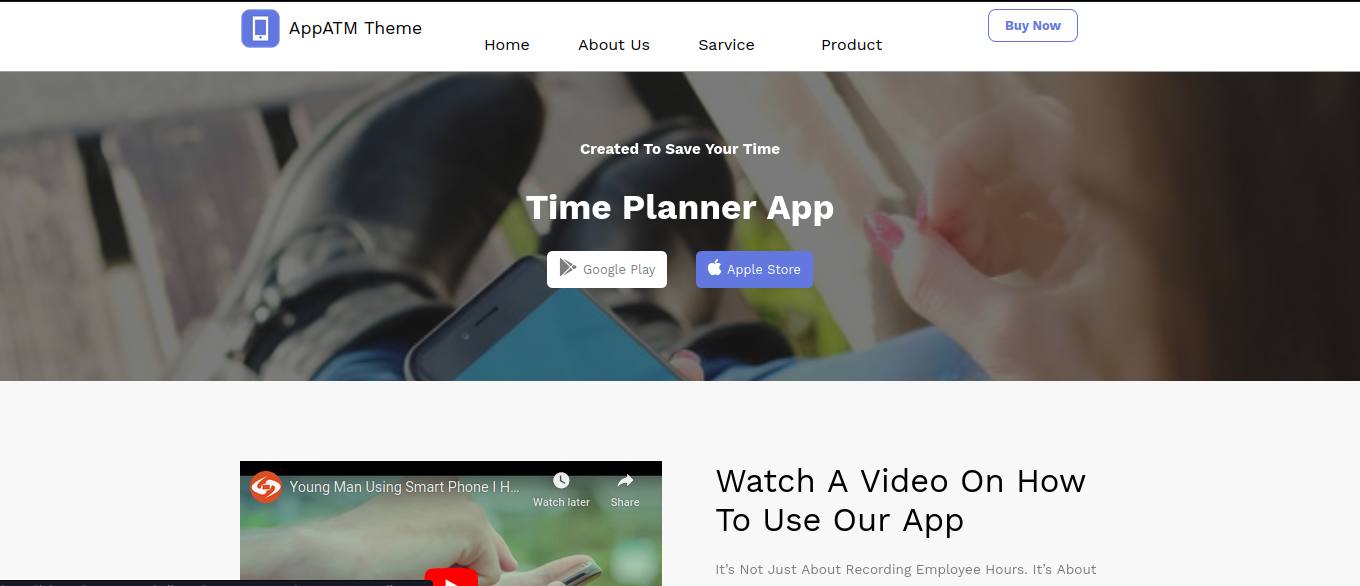 AppATM Theme
Home
About Us
Sarvice
Product
Buy Now
Created To Save Your Time
Time Planner App
Google Play
Apple Store
Young Man Using Smart Phone I H...
Watch later
Share
Watch A Video On How
To Use Our App
It's Not Just About Recording Employee Hours. It's About